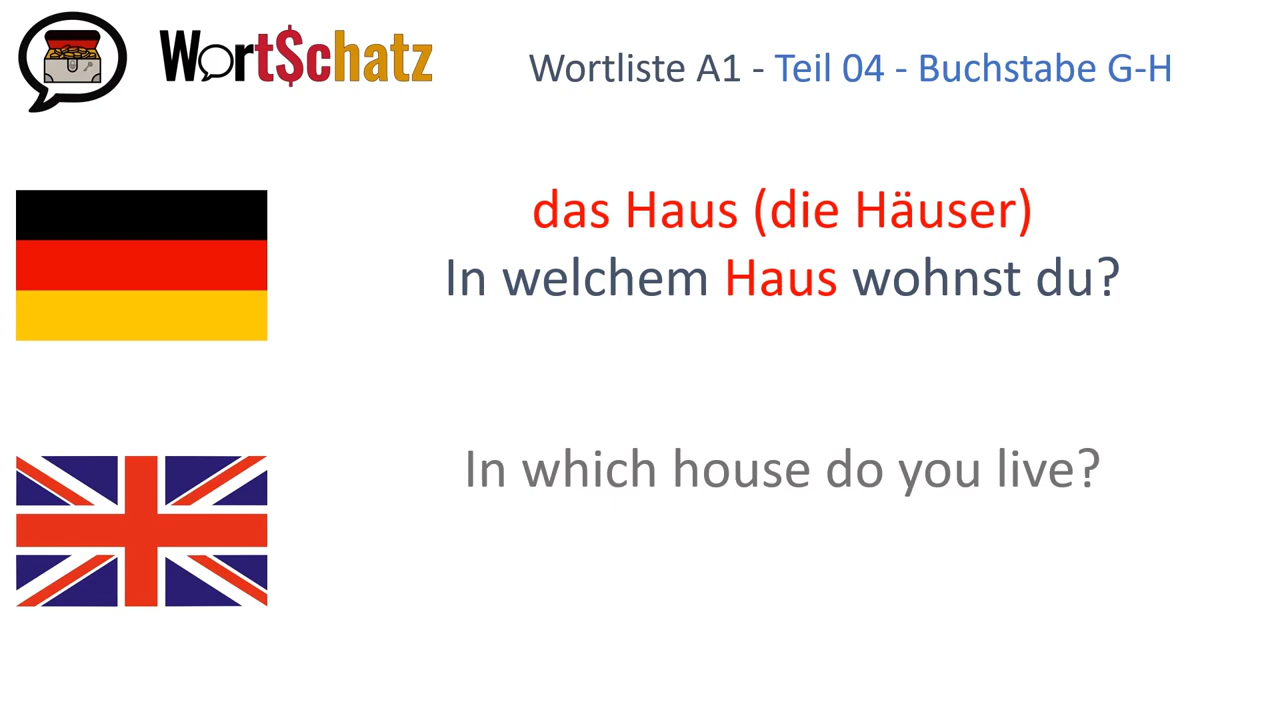 Wort$chatz
Wortliste A1 - Teil 04 - Buchstabe G-H
das Haus (die Häuser)
In welchem Haus wohnst du?
In which house do you live?